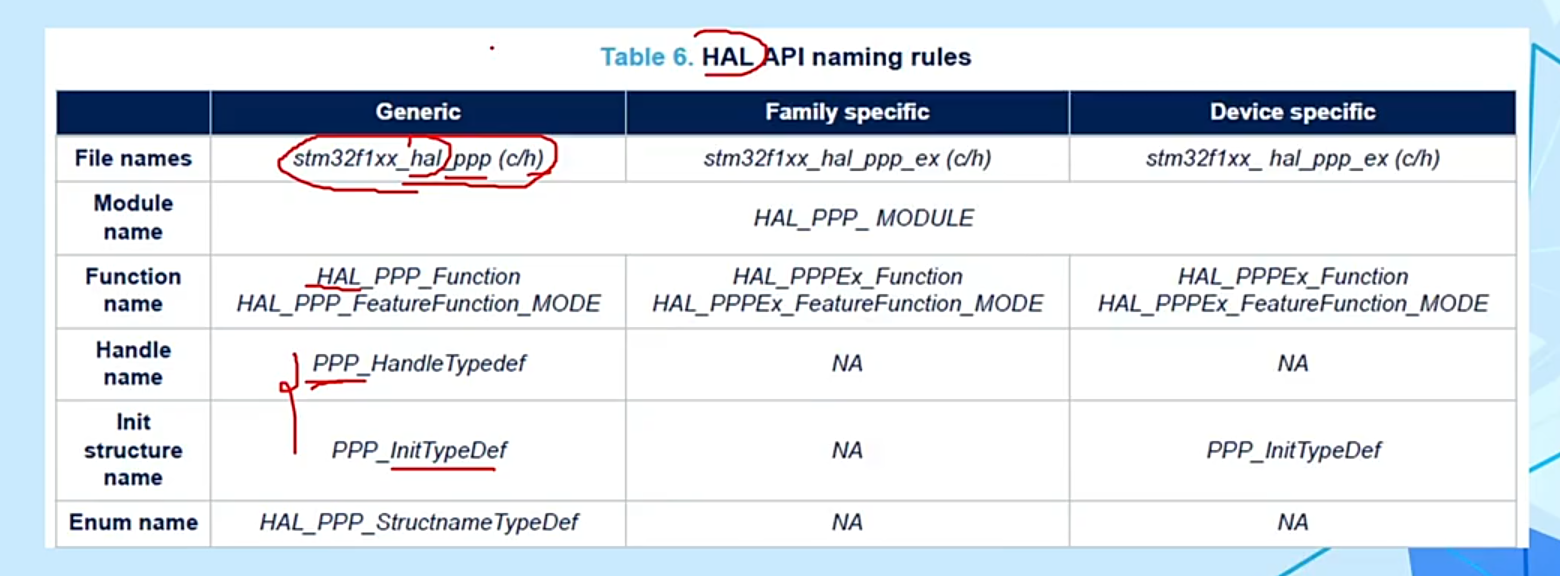 Table 6. HAL API naming rules
Generic Family specific Device specific
File names stm32f1xx_hal_ppp (c/h) stm32f1xx_hal_ppp_ex (c/h) stm32f1xx_ hal_ppp_ex (c/h)
Module
name
HAL_PPP_ MODULE
Function
name
HAL_PPP_Function
HAL_PPP_FeatureFunction_MODE
HAL_PPPEx_Function
HAL_PPPEx_FeatureFunction_MODE
HAL_PPPEx_Function
HAL_PPPEx_FeatureFunction_MODE
Handle
name
PPP_HandleTypedef NA NA
Init
structure
name
PPP_InitTypeDef NA PPP_InitTypeDef
Enum name HAL_PPP_StructnameTypeDef NA NA